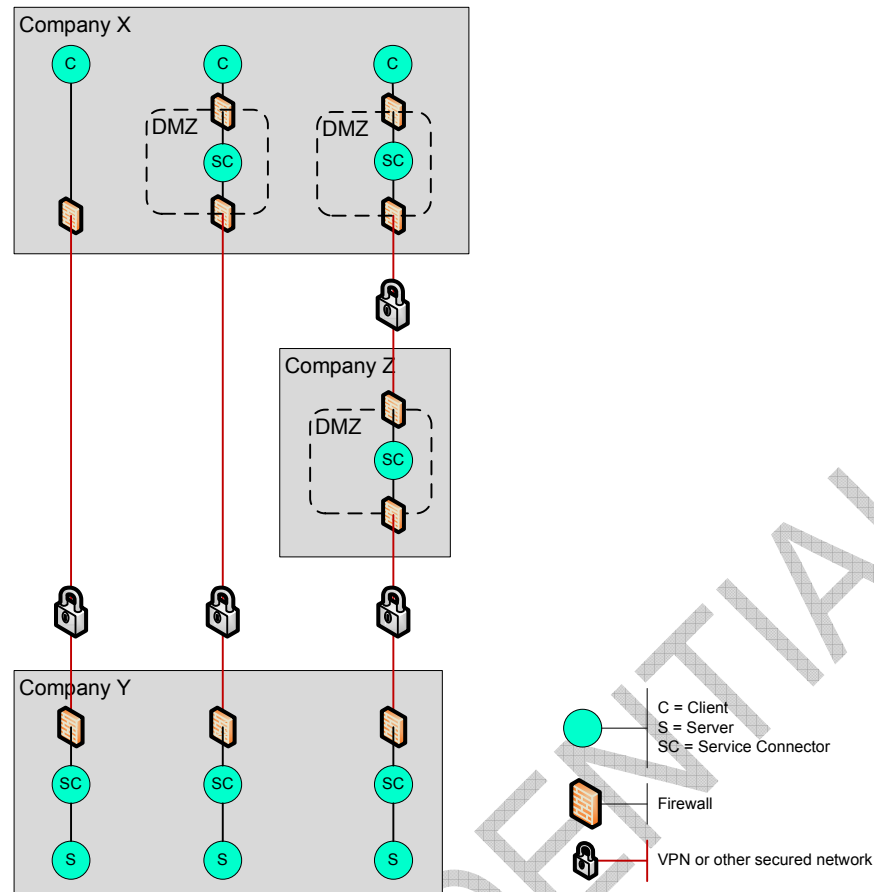 Company X
C
C
C
DMZ
DMZ
SC
SC
Company Z
DMZ
SC
Company Y
SC
SC
SC
S
S
S
C = Client
S = Server
SC = Service Connector
Firewall
VPN or other secured network
DENTIA